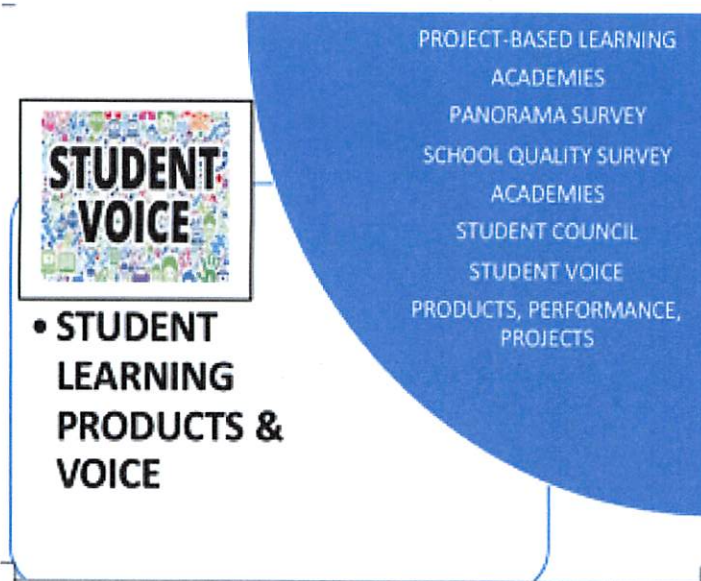 STUDENT
VOICE
• STUDENT
LEARNING
PRODUCTS &
VOICE
PROJECT-BASED LEARNING
ACADEMIES
PANORAMA SURVEY
SCHOOL QUALITY SURVEY
ACADEMIES
STUDENT COUNCIL
STUDENT VOICE
PRODUCTS, PERFORMANCE,
PROJECTS